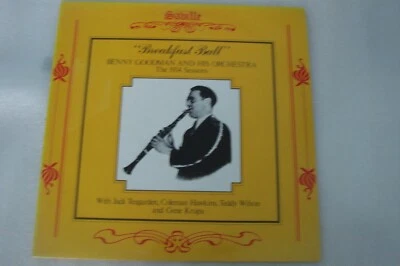 Saville
"Breakfast Ball"
BENNY GOODMAN AND HIS ORCHESTRA
The 1934 Sessions
With Jack Teagarden, Coleman Hawkins, Teddy Wilson
and Gene Krupa